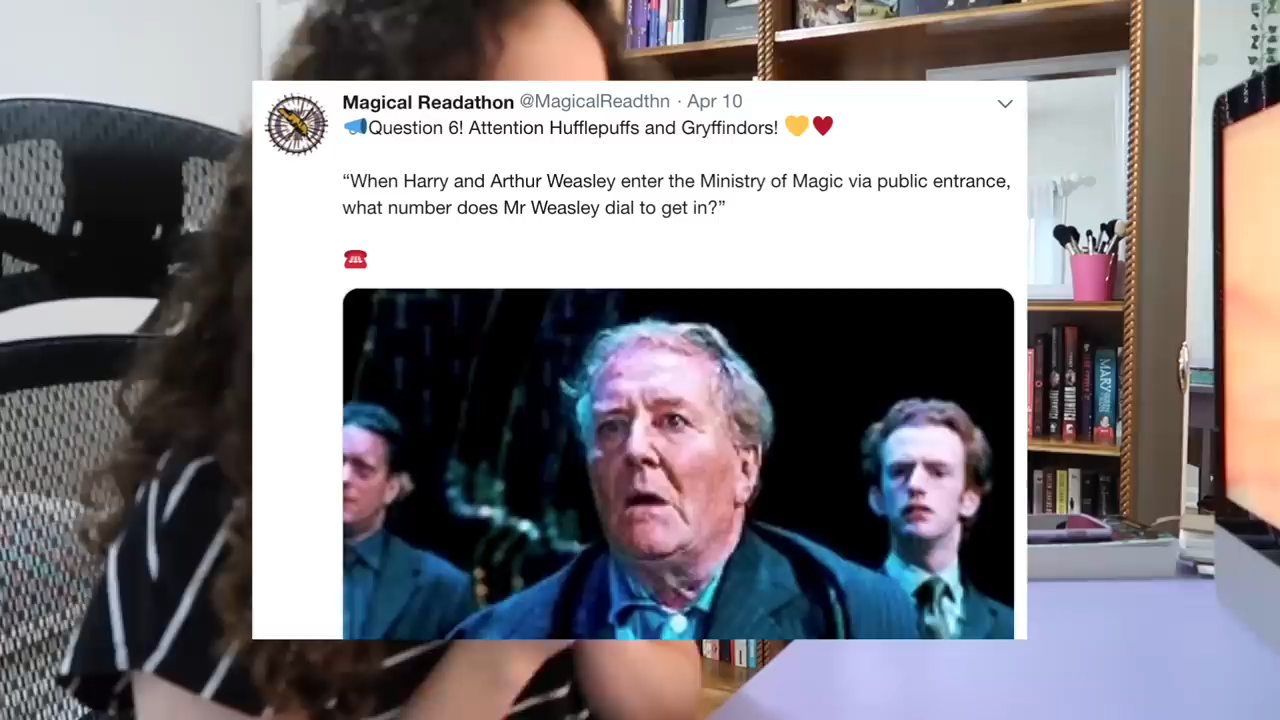 Magical Readathon @MagicalReadthn · Apr 10
📣Question 6! Attention Hufflepuffs and Gryffindors! 💛❤️
“When Harry and Arthur Weasley enter the Ministry of Magic via public entrance,
what number does Mr Weasley dial to get in?”
☎️
MARY